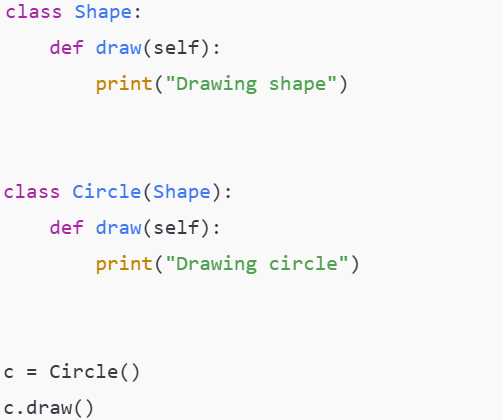 class Shape:
    def draw(self):
        print("Drawing shape")
class Circle(Shape):
    def draw(self):
        print("Drawing circle")
c = Circle()
c.draw()